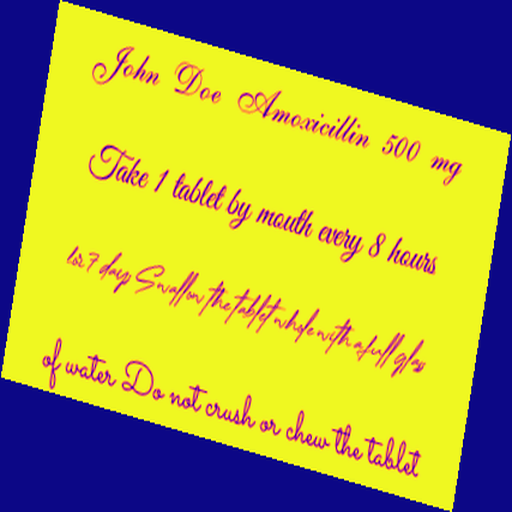 John Doe Amoxicillin 500 mg
Take 1 tablet by mouth every 8 hours
for 7 days Swallow the tablet whole with a full glass
of water Do not crush or chew the tablet